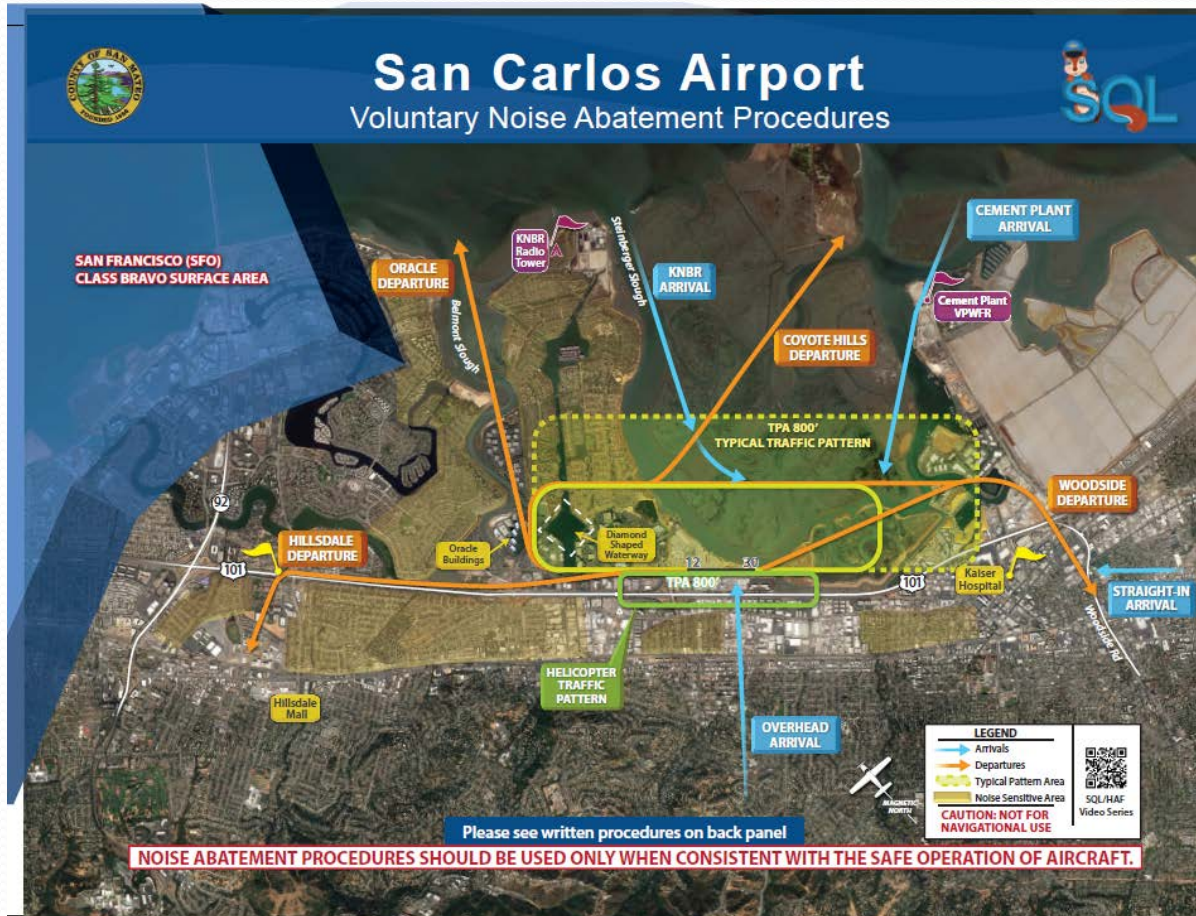 San Carlos Airport
Voluntary Noise Abatement Procedures
COUNTY OF SAN MATEO
SQL
SAN FRANCISCO (SFO)
CLASS BRAVO SURFACE AREA
ORACLE
DEPARTURE
KNBR
Radio
Tower
Steinberger Slough
KNBR
ARRIVAL
CEMENT PLANT
ARRIVAL
Cement Plant
VPWFR
Belmont Slough
COYOTE HILLS
DEPARTURE
TPA 800'
TYPICAL TRAFFIC PATTERN
WOODSIDE
DEPARTURE
92
HILLSDALE
DEPARTURE
101
Oracle
Buildings
Diamond
Shaped
Waterway
12
30
TPA 800'
101
Kaiser
Hospital
STRAIGHT-IN
ARRIVAL
Woodside Rd
HELICOPTER
TRAFFIC
PATTERN
Hillsdale
Mall
OVERHEAD
ARRIVAL
MAGNETIC
NORTH
LEGEND
Arrivals
Departures
Typical Pattern Area
Noise Sensitive Area
CAUTION: NOT FOR
NAVIGATIONAL USE
SQL/HAF
Video Series
Please see written procedures on back panel
NOISE ABATEMENT PROCEDURES SHOULD BE USED ONLY WHEN CONSISTENT WITH THE SAFE OPERATION OF AIRCRAFT.